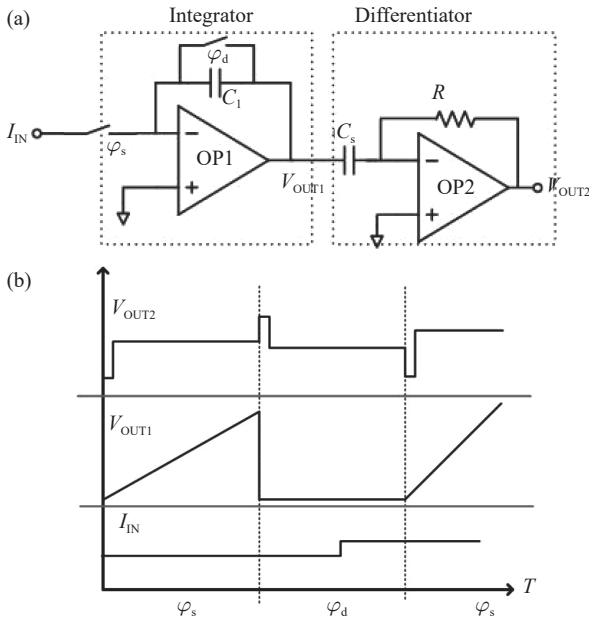 (a)
Integrator
Differentiator
φd
C1
R
IIN
φs
Cs
−
OP1
+
VOUT1
−
OP2
+
VOUT2
(b)
VOUT2
VOUT1
IIN
T
φs
φd
φs